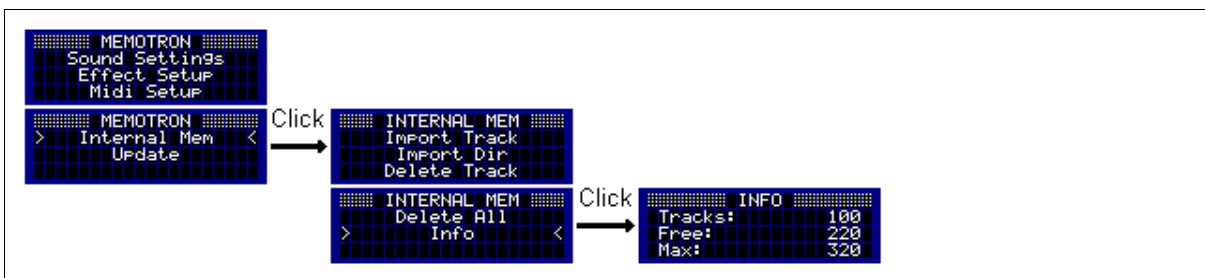 MEMOTRON
Sound Settings
Effect Setup
Midi Setup
MEMOTRON
> Internal Mem <
Update
Click
INTERNAL MEM
Import Track
Import Dir
Delete Track
INTERNAL MEM
Delete All
> Info <
Click
INFO
Tracks: 100
Free: 220
Max: 320